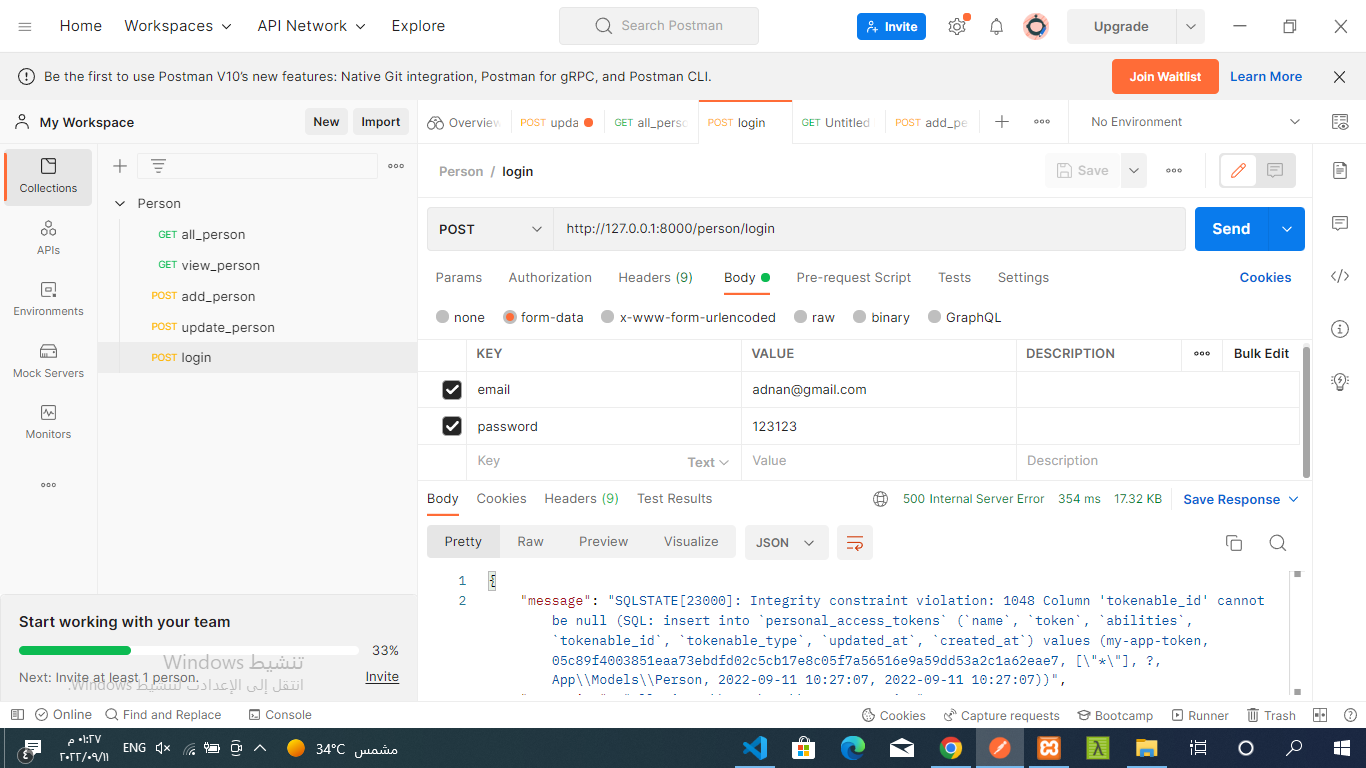 Home Workspaces API Network Explore Search Postman Invite Upgrade
Be the first to use Postman V10's new features: Native Git integration, Postman for gRPC, and Postman CLI. Join Waitlist Learn More
My Workspace New Import
Overview POST upda GET all_perso POST login GET Untitled POST add_pe No Environment
Collections
APIs
Environments
Mock Servers
Monitors
Person
GET all_person
GET view_person
POST add_person
POST update_person
POST login
Person / login Save
POST http://127.0.0.1:8000/person/login Send
Params Authorization Headers (9) Body Pre-request Script Tests Settings Cookies
none form-data x-www-form-urlencoded raw binary GraphQL
KEY VALUE DESCRIPTION Bulk Edit
email adnan@gmail.com
password 123123
Key Text Value Description
Body Cookies Headers (9) Test Results 500 Internal Server Error 354 ms 17.32 KB Save Response
Pretty Raw Preview Visualize JSON
1 {
2 "message": "SQLSTATE[23000]: Integrity constraint violation: 1048 Column 'tokenable_id' cannot
be null (SQL: insert into `personal_access_tokens` (`name`, `token`, `abilities`,
`tokenable_id`, `tokenable_type`, `updated_at`, `created_at`) values (my-app-token,
05c89f4003851eaa73ebdfd02c5cb17e8c05f7a56516e9a59dd53a2c1a62eae7, [\"*\"], ?,
App\\Models\\Person, 2022-09-11 10:27:07, 2022-09-11 10:27:07))",
Start working with your team
33%
Next: Invite at least 1 person. Invite
تنشيط Windows
انتقل إلى الإعدادت لتنشيط Windows.
Online Find and Replace Console Cookies Capture requests Bootcamp Runner Trash
٤ ٠١:٢٧ م ENG 34°C مشمس
٢٠٢٢/٠٩/١١